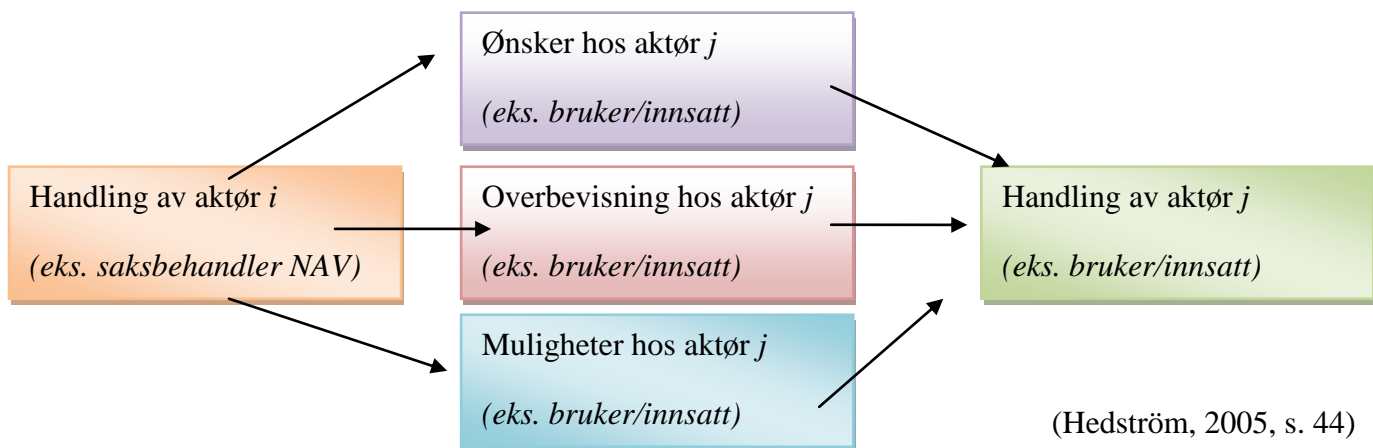 Ønsker hos aktør j
(eks. bruker/innsatt)
Handling av aktør i
(eks. saksbehandler NAV)
Overbevisning hos aktør j
(eks. bruker/innsatt)
Handling av aktør j
(eks. bruker/innsatt)
Muligheter hos aktør j
(eks. bruker/innsatt)
(Hedström, 2005, s. 44)